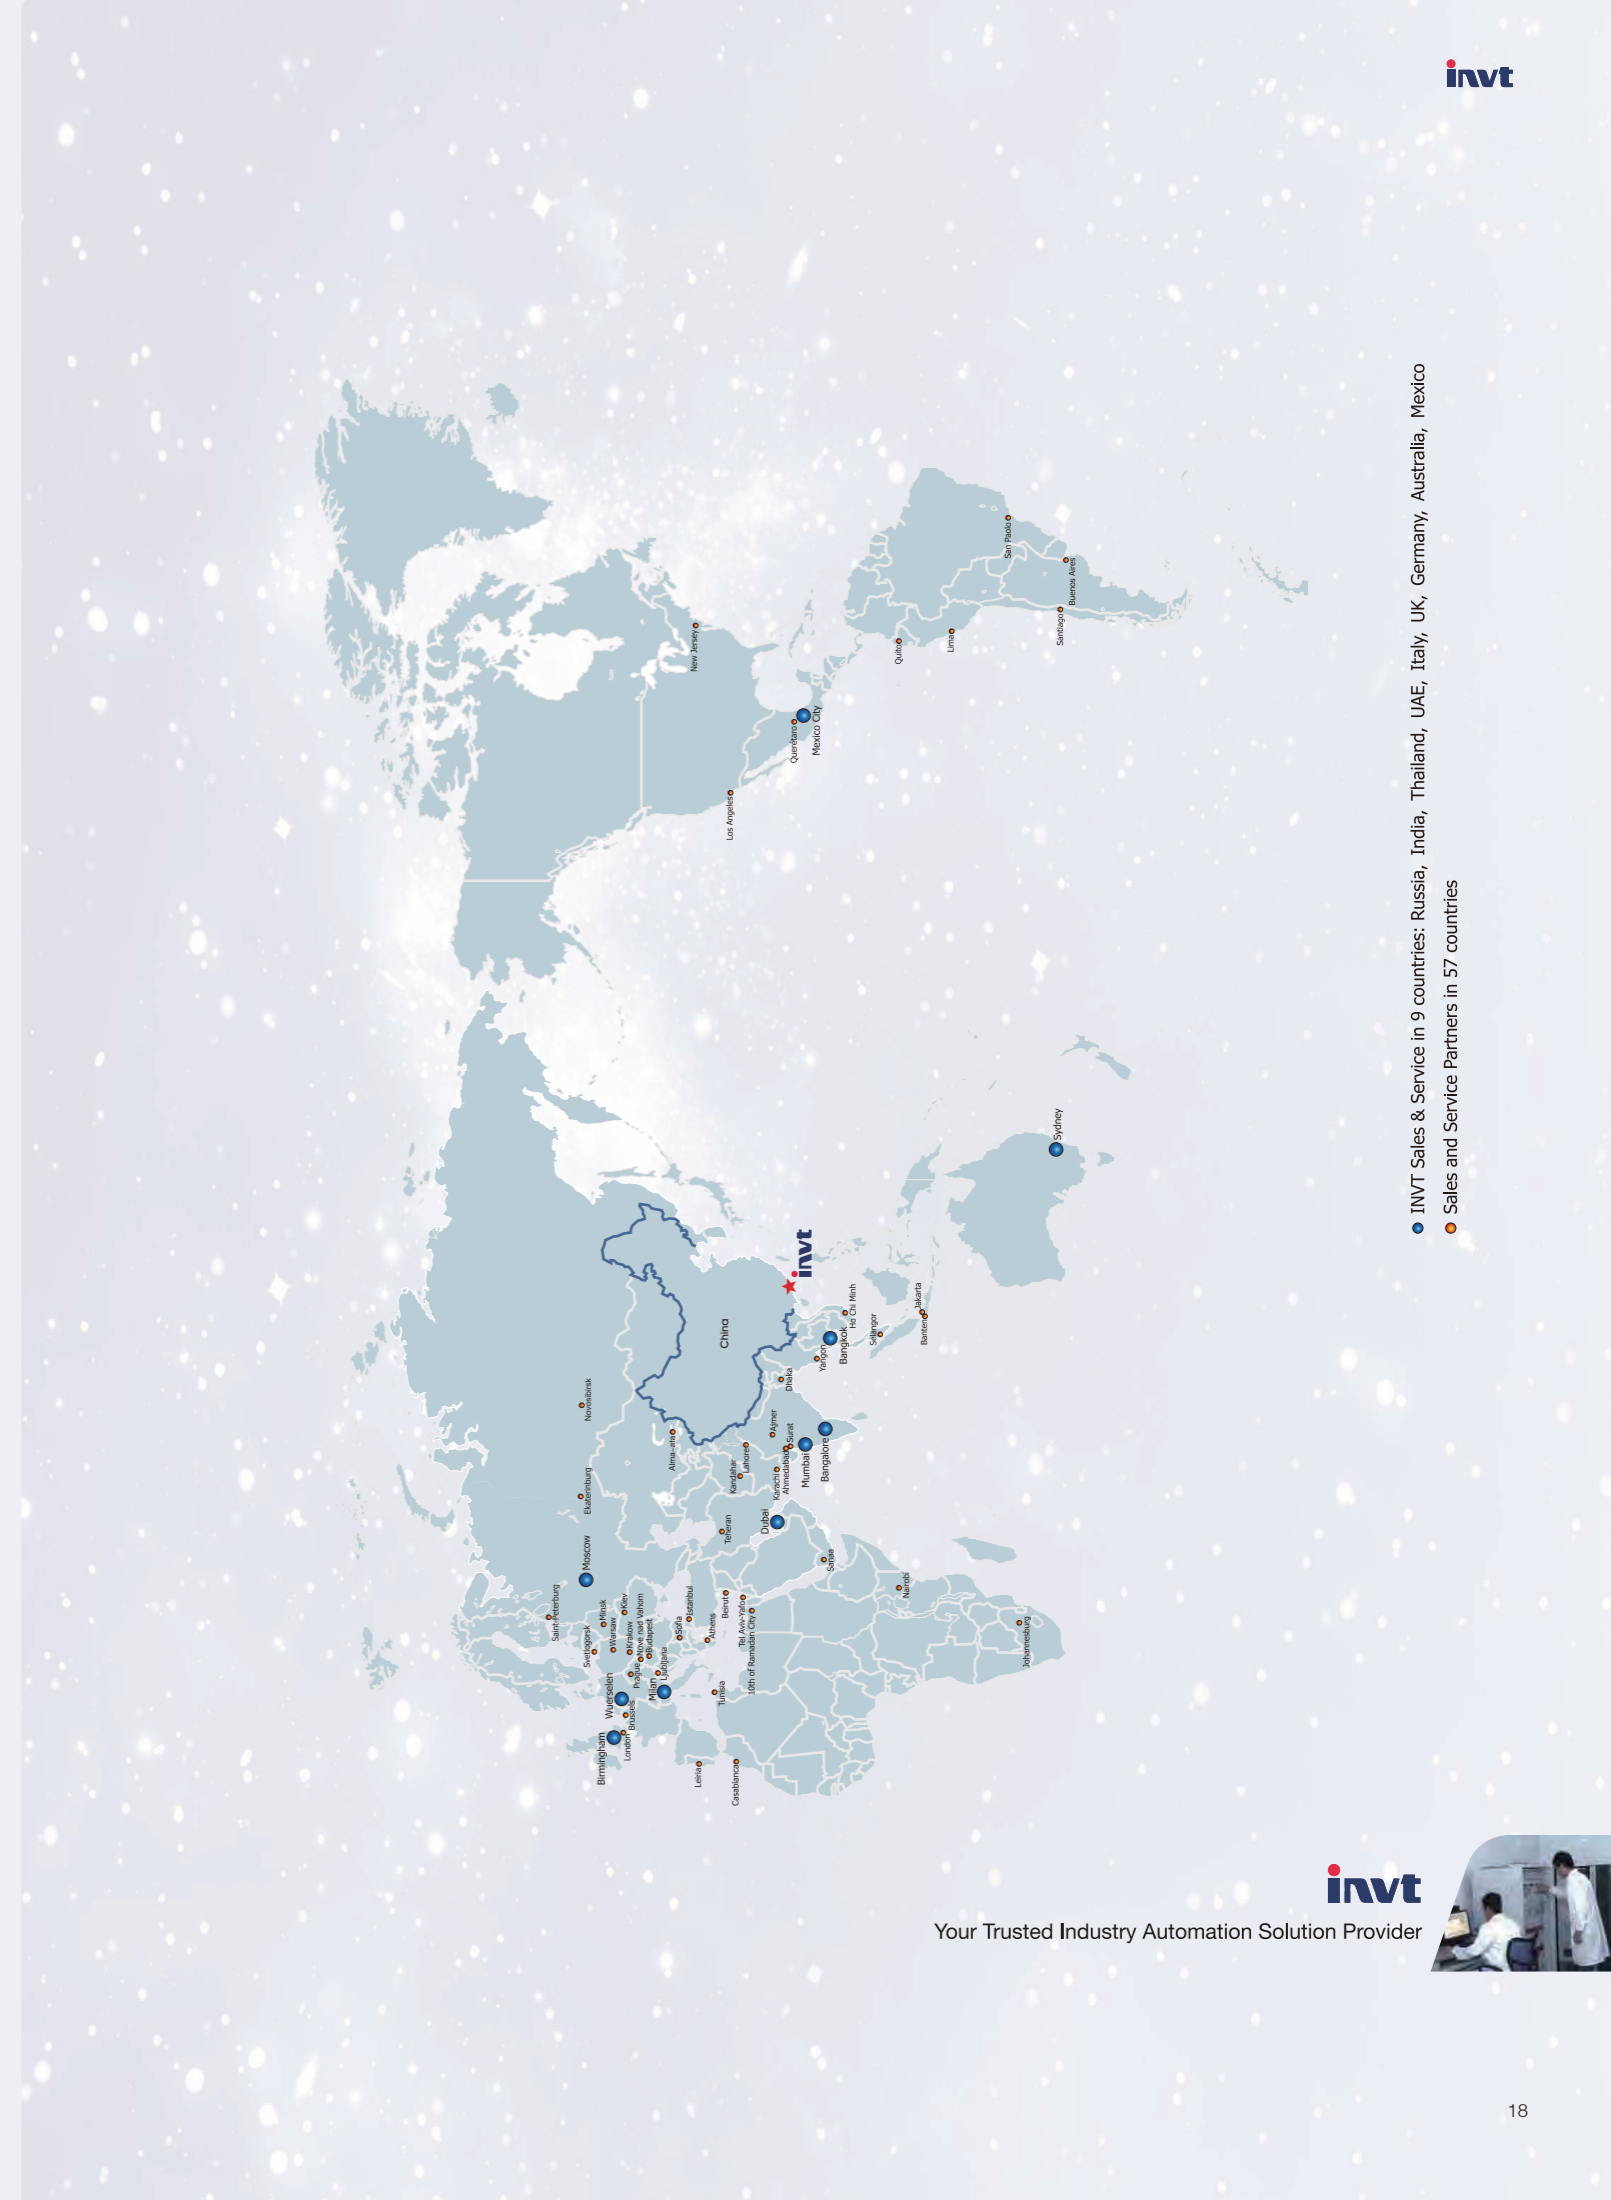 invt
New Jersey
Los Angeles
Querétaro
Mexico City
Quito
Lima
San Paolo
Buenos Aires
Santiago
Sydney
invt
China
Ho Chi Minh
Bangkok
Yangon
Selangor
Jakarta
Banten
Dhaka
Novosibirsk
Ekaterinburg
Alma-ata
Kandahar
Lahore
Ajmer
Surat
Karachi
Ahmedabad
Mumbai
Bangalore
Dubai
Teheran
Sanaa
Nairobi
Johannesburg
Moscow
Saint-Peterburg
Svetlogorsk
Minsk
Warsaw
Kiev
Krakow
Nove nad Vahom
Budapest
Prague
Ljubljana
Sofia
Istanbul
Athens
Beirut
Tel Aviv-Yafo
10th of Ramadan City
Wuerselen
Milan
Brussels
Birmingham
London
Tunisia
Leiria
Casablanca
INVT Sales & Service in 9 countries: Russia, India, Thailand, UAE, Italy, UK, Germany, Australia, Mexico
Sales and Service Partners in 57 countries
invt
Your Trusted Industry Automation Solution Provider
18